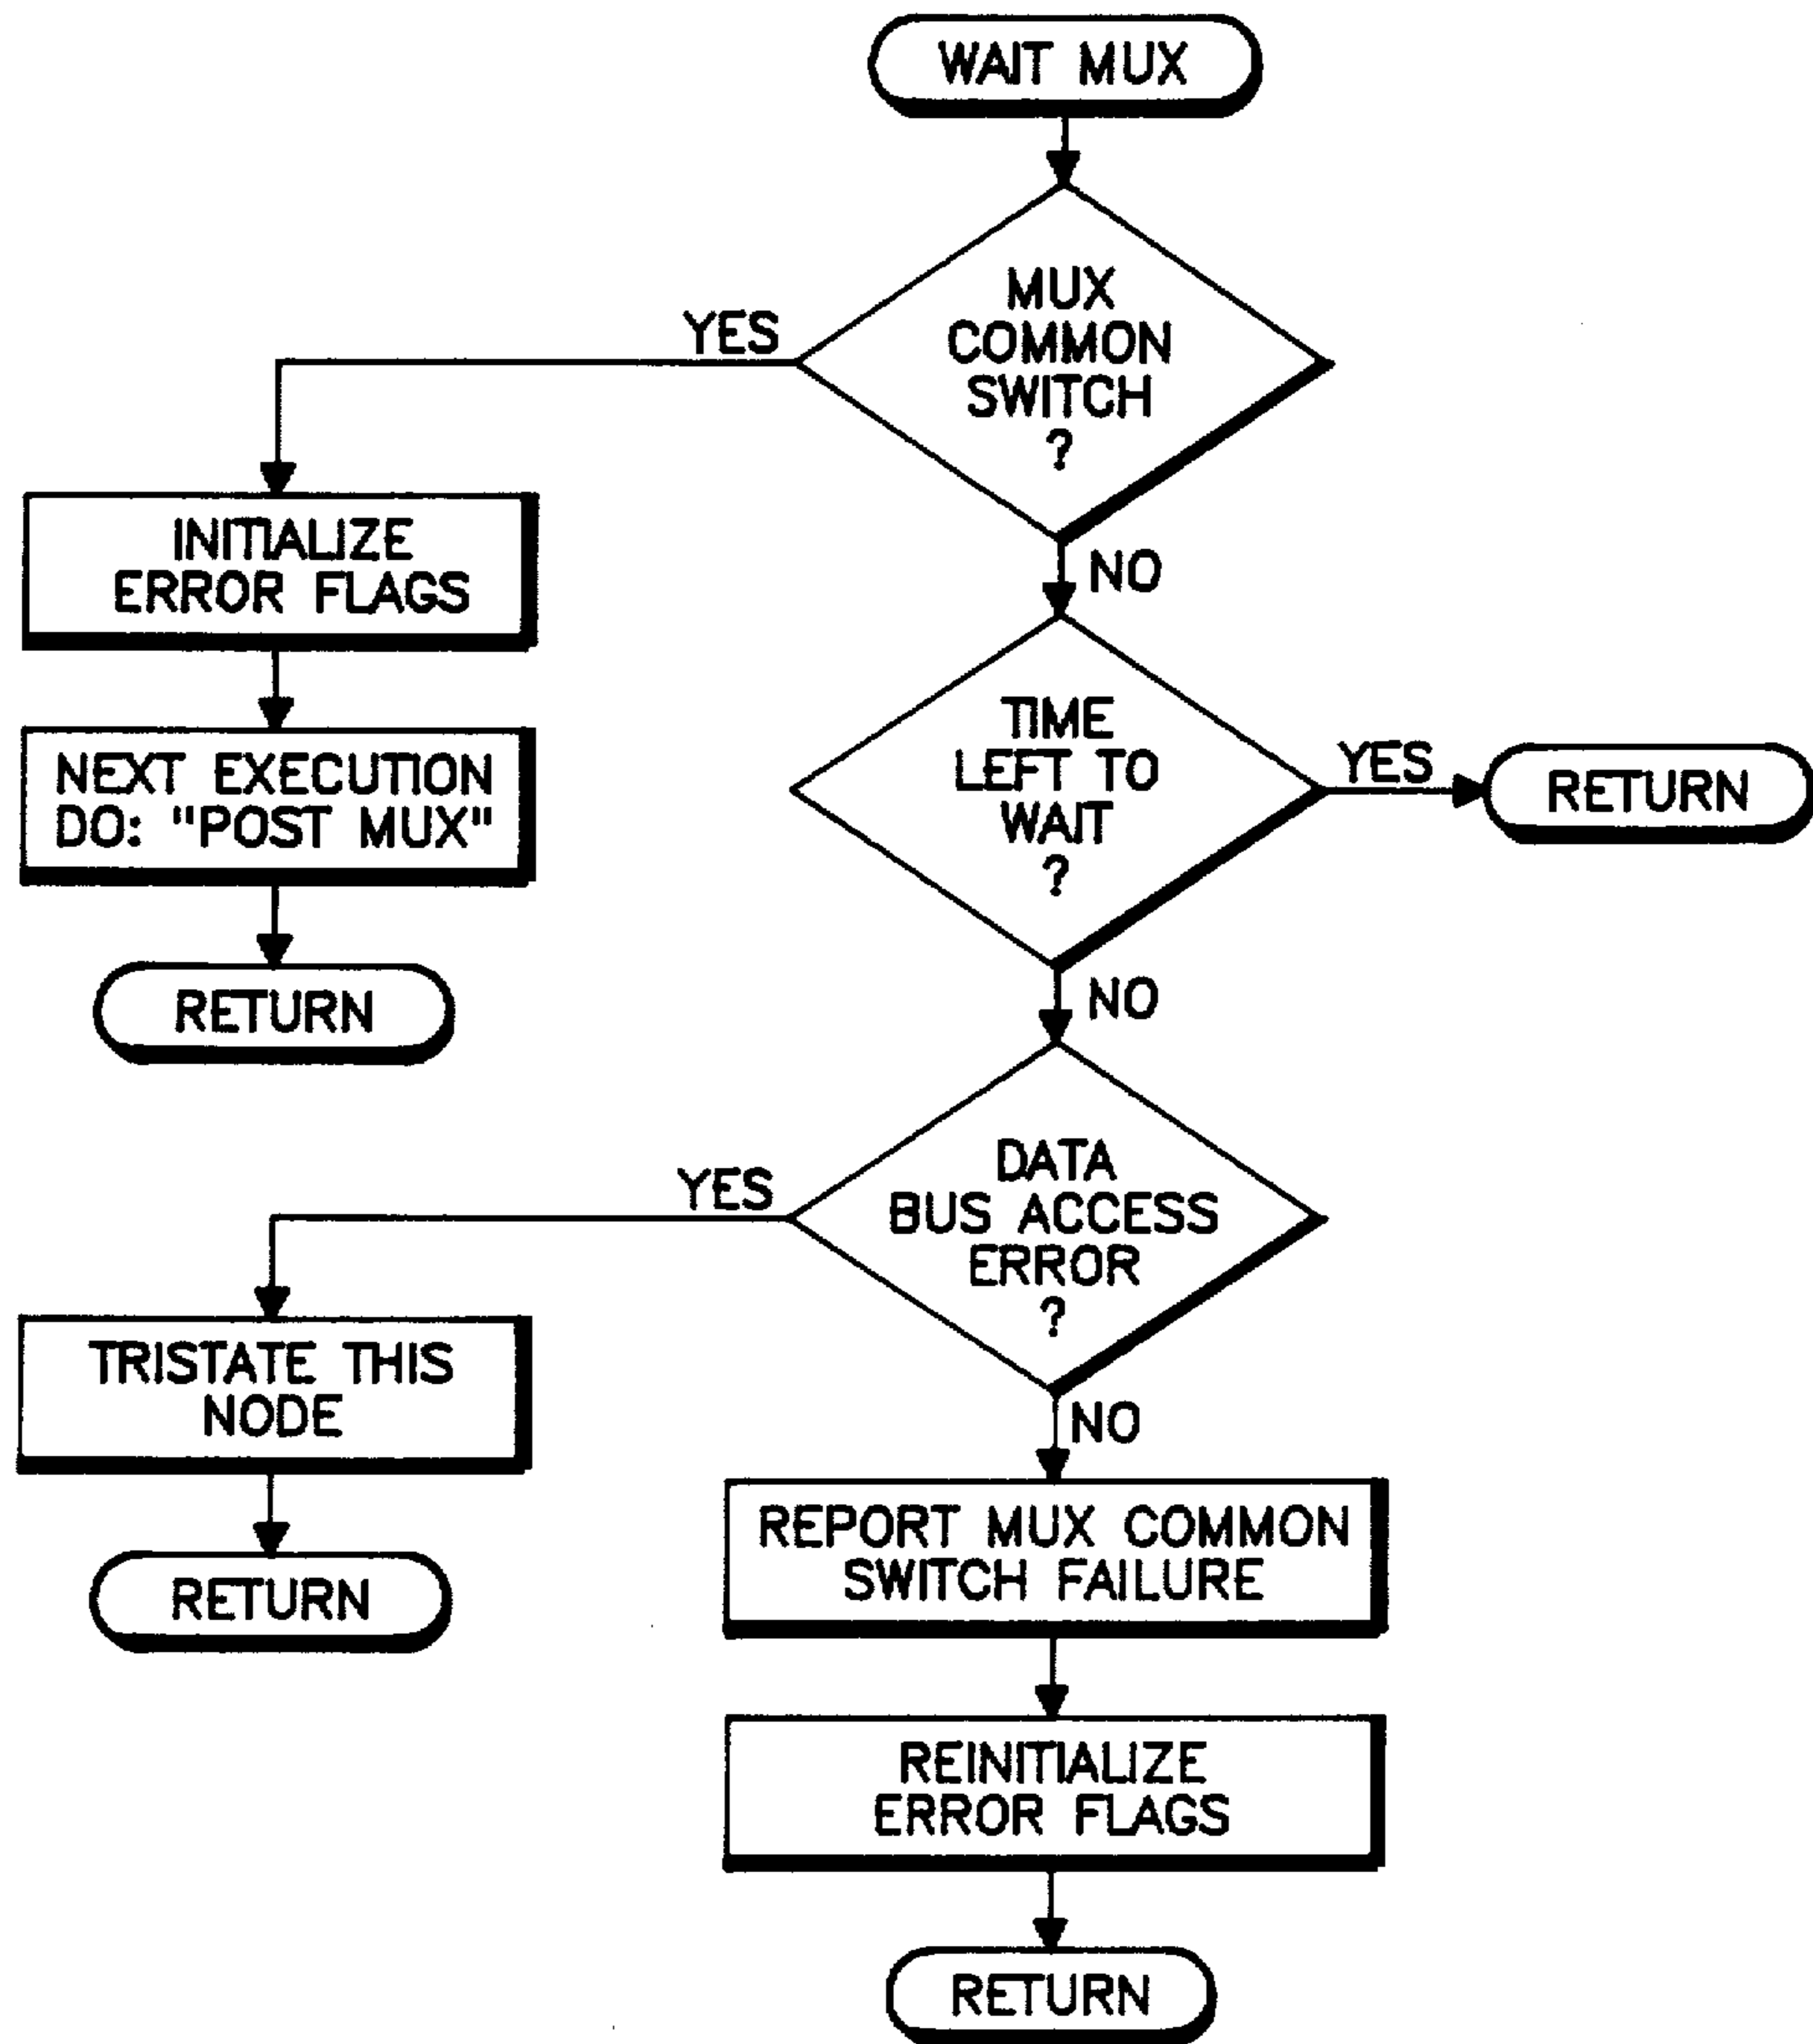 WAIT MUX
MUX
COMMON
SWITCH
?
YES
NO
INITIALIZE
ERROR FLAGS
NEXT EXECUTION
DO: "POST MUX"
RETURN
TIME
LEFT TO
WAIT
?
YES
RETURN
NO
DATA
BUS ACCESS
ERROR
?
YES
NO
TRISTATE THIS
NODE
RETURN
REPORT MUX COMMON
SWITCH FAILURE
REINITIALIZE
ERROR FLAGS
RETURN